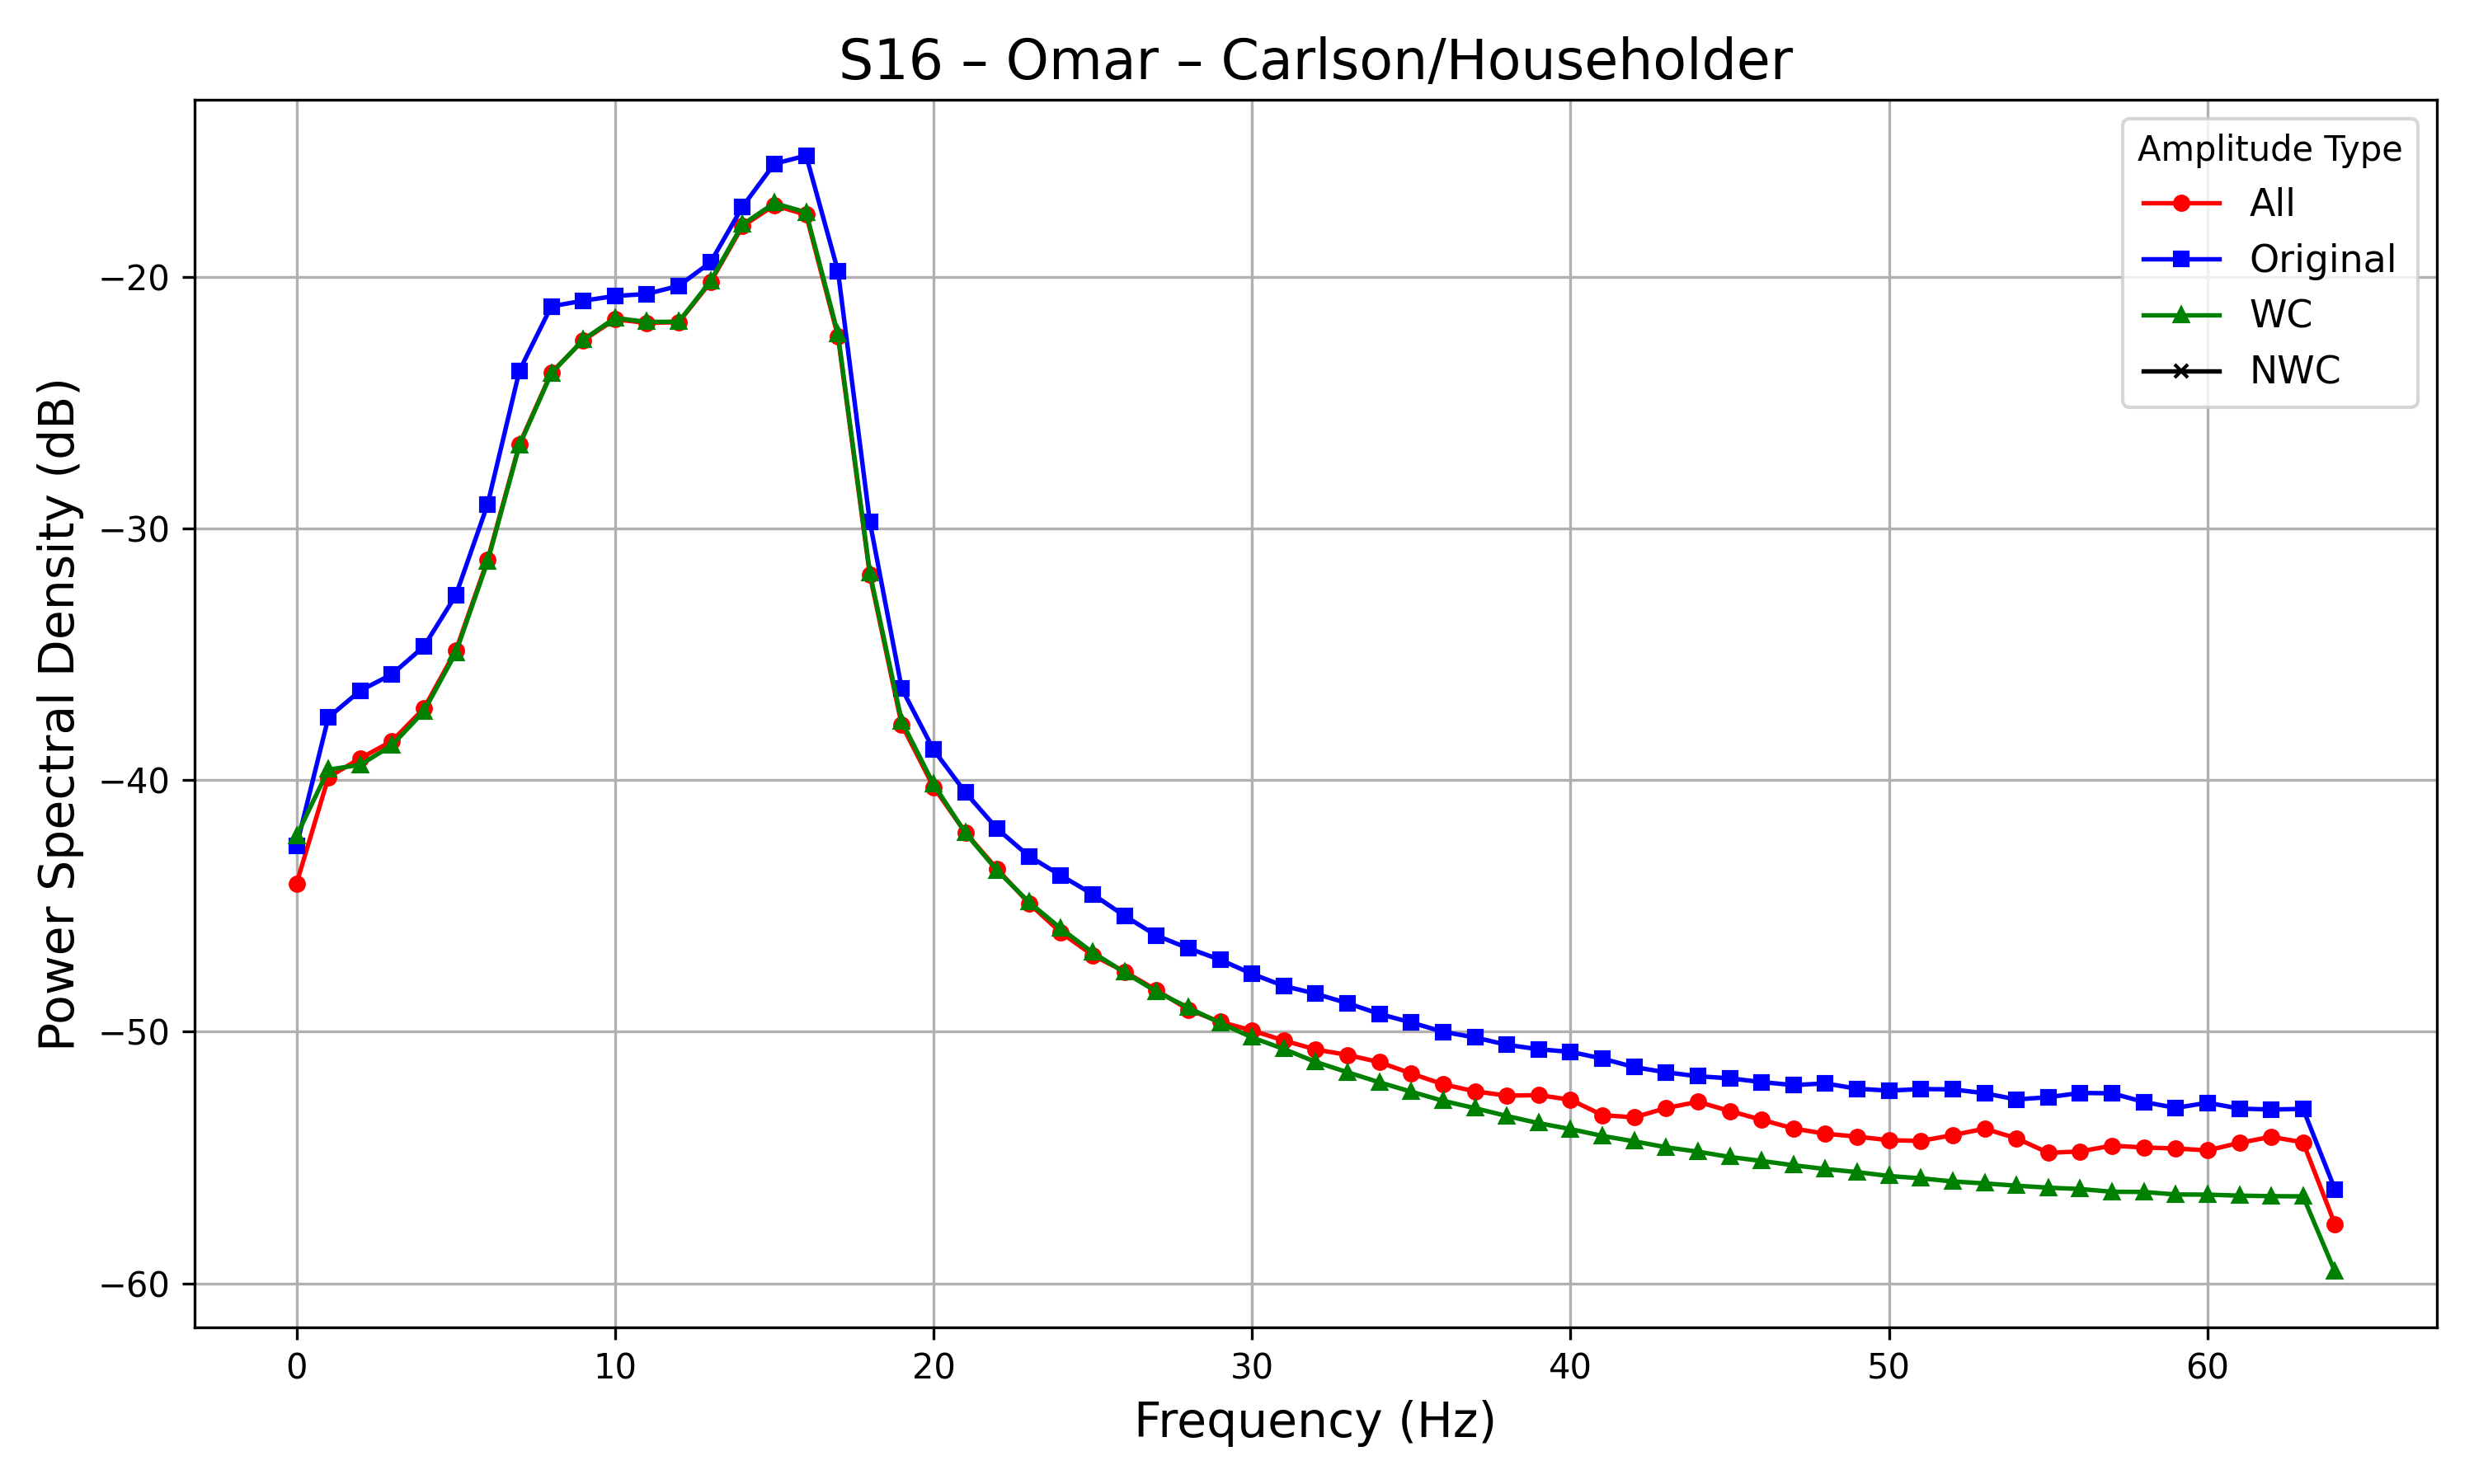 S16 – Omar – Carlson/Householder
Power Spectral Density (dB)
−20
−30
−40
−50
−60
0 10 20 30 40 50 60
Frequency (Hz)
Amplitude Type
All
Original
WC
NWC